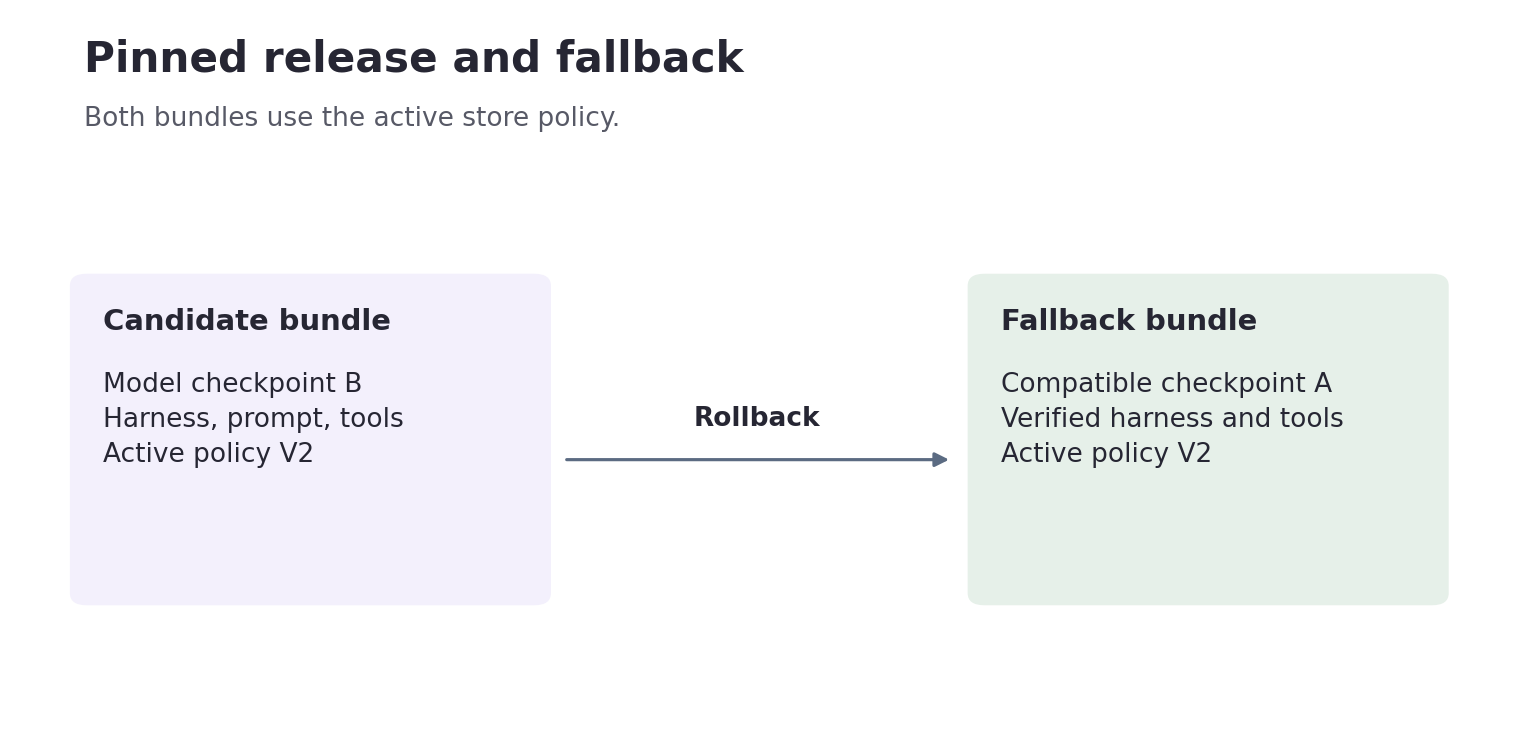 Pinned release and fallback
Both bundles use the active store policy.
Candidate bundle
Model checkpoint B
Harness, prompt, tools
Active policy V2
Rollback
Fallback bundle
Compatible checkpoint A
Verified harness and tools
Active policy V2